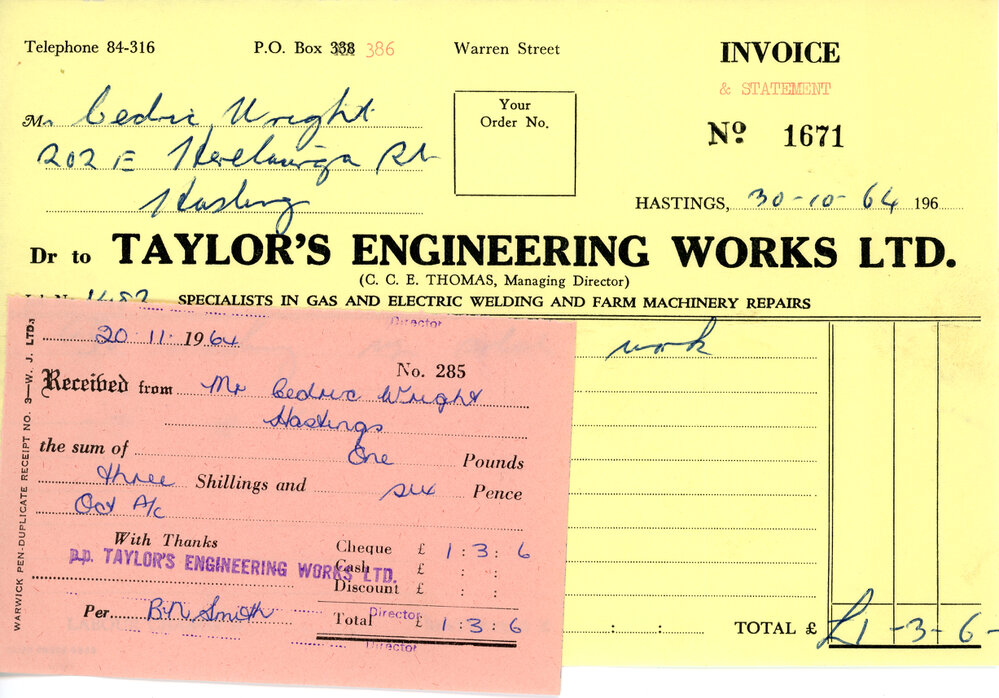 Telephone 84-316 P.O. Box 338 386 Warren Street INVOICE
& STATEMENT
Mr Cedric Wright Your Order No. No 1671
202 E Heretaunga Rd
Hastings HASTINGS, 30-10-64 196
Dr to TAYLOR'S ENGINEERING WORKS LTD.
(C. C. E. THOMAS, Managing Director)
SPECIALISTS IN GAS AND ELECTRIC WELDING AND FARM MACHINERY REPAIRS
work
TOTAL £ £1-3-6-
Director
20 11. 1964
No. 285
Received from Mr Cedric Wright
Hastings
the sum of One Pounds
three Shillings and six Pence
Oct A/c
With Thanks Cheque £ 1 : 3 : 6
p.p. TAYLOR'S ENGINEERING WORKS LTD.
Cash £ : :
Discount £ : :
Per B.N. Smith Director
Total £ 1 : 3 : 6
Director
WARWICK PEN-DUPLICATE RECEIPT NO. 3—W. J. LTD.